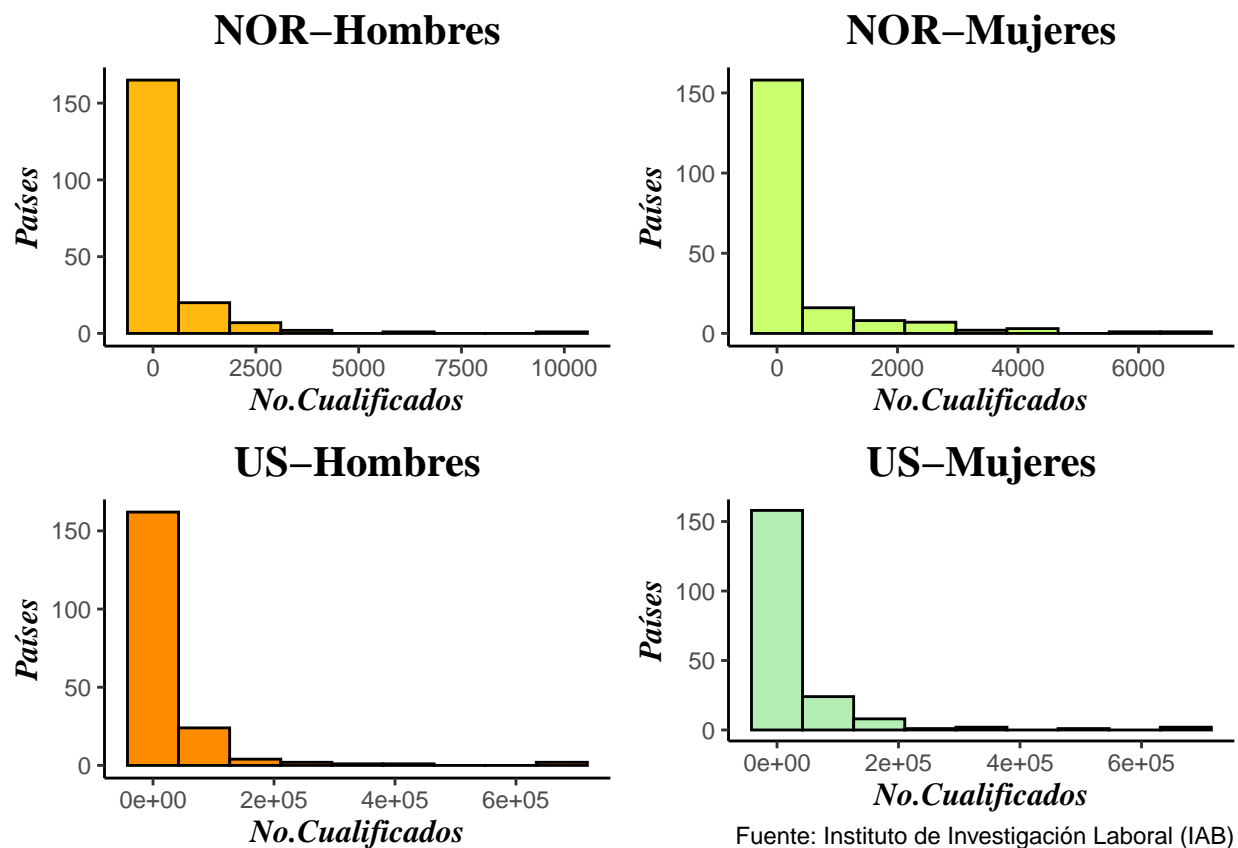 NOR−Hombres
150
100
50
0
Países
0 2500 5000 7500 10000
No.Cualificados
NOR−Mujeres
150
100
50
0
Países
0 2000 4000 6000
No.Cualificados
US−Hombres
150
100
50
0
Países
0e+00 2e+05 4e+05 6e+05
No.Cualificados
US−Mujeres
150
100
50
0
Países
0e+00 2e+05 4e+05 6e+05
No.Cualificados
Fuente: Instituto de Investigación Laboral (IAB)